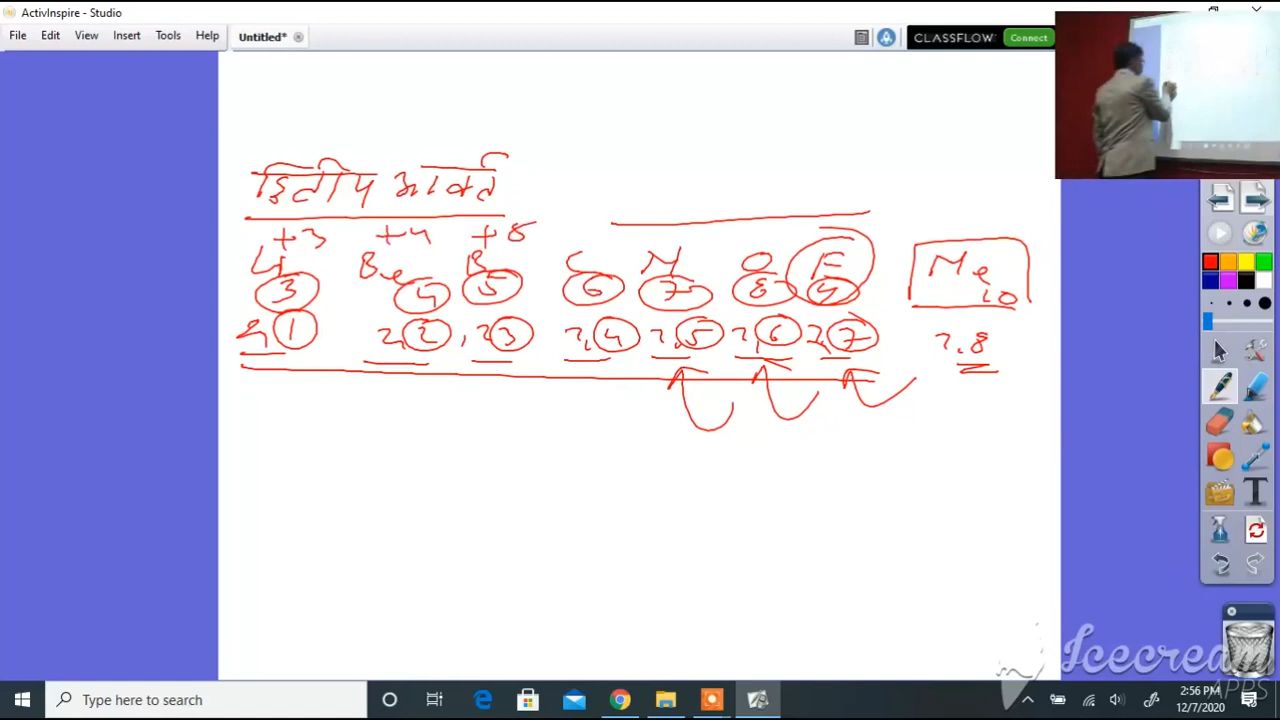 ActivInspire - Studio
File Edit View Insert Tools Help Untitled* CLASSFLOW Connect
द्वितीय आवर्त
+3 +4 +5
Li Be B C N O F Ne
3 4 5 6 7 8 9 10
2,1 2,2 2,3 2,4 2,5 2,6 2,7 2,8
Icecream
APPS
Type here to search
2:56 PM
12/7/2020